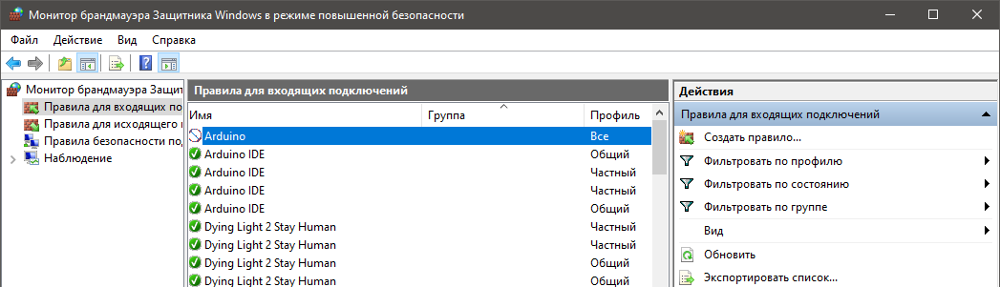 Монитор брандмауэра Защитника Windows в режиме повышенной безопасности
Файл Действие Вид Справка
Монитор брандмауэра Защит
Правила для входящих по
Правила для исходящего
Правила безопасности по
Наблюдение
Правила для входящих подключений
Имя Группа Профиль
Arduino Все
Arduino IDE Общий
Arduino IDE Частный
Arduino IDE Частный
Arduino IDE Общий
Dying Light 2 Stay Human Частный
Dying Light 2 Stay Human Частный
Dying Light 2 Stay Human Общий
Dying Light 2 Stay Human Общий
Действия
Правила для входящих подключений
Создать правило...
Фильтровать по профилю
Фильтровать по состоянию
Фильтровать по группе
Вид
Обновить
Экспортировать список...